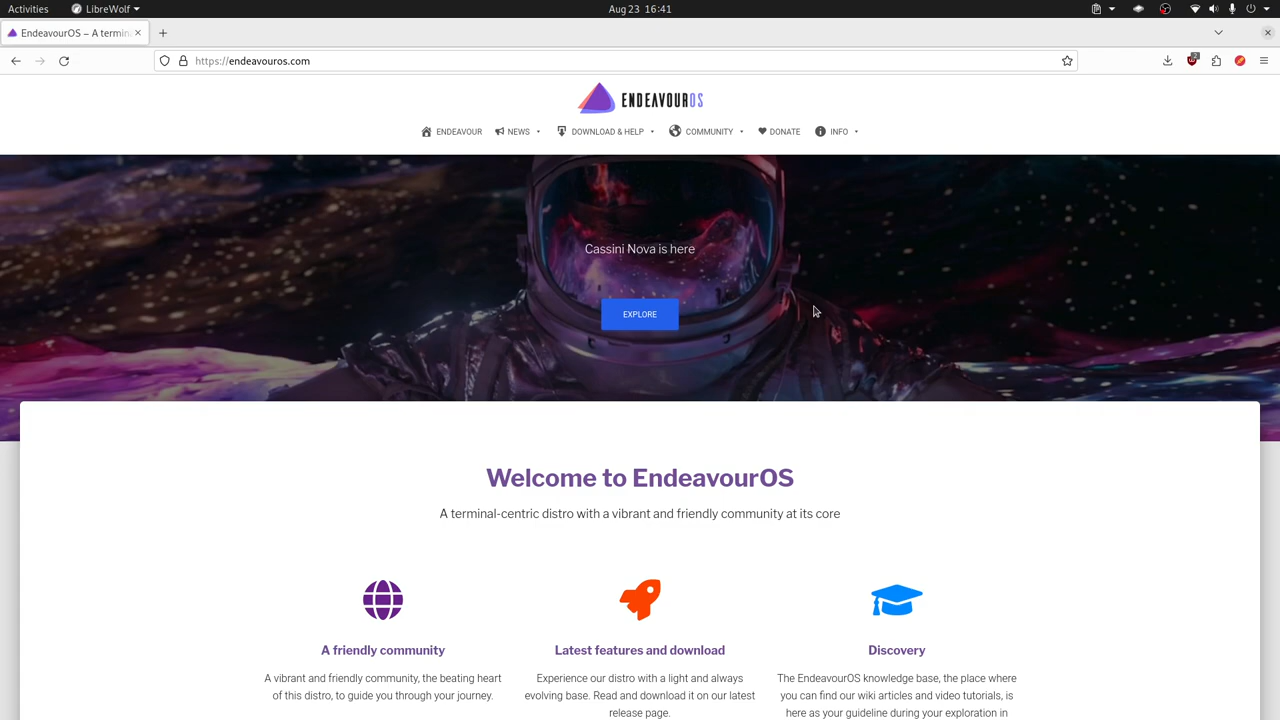 Activities
LibreWolf
Aug 23 16:41
EndeavourOS – A termin
https://endeavouros.com
2
ENDEAVOUROS
ENDEAVOUR
NEWS
DOWNLOAD & HELP
COMMUNITY
DONATE
INFO
Cassini Nova is here
EXPLORE
Welcome to EndeavourOS
A terminal-centric distro with a vibrant and friendly community at its core
A friendly community
A vibrant and friendly community, the beating heart
of this distro, to guide you through your journey.
Latest features and download
Experience our distro with a light and always
evolving base. Read and download it on our latest
release page.
Discovery
The EndeavourOS knowledge base, the place where
you can find our wiki articles and video tutorials, is
here as your guideline during your exploration in